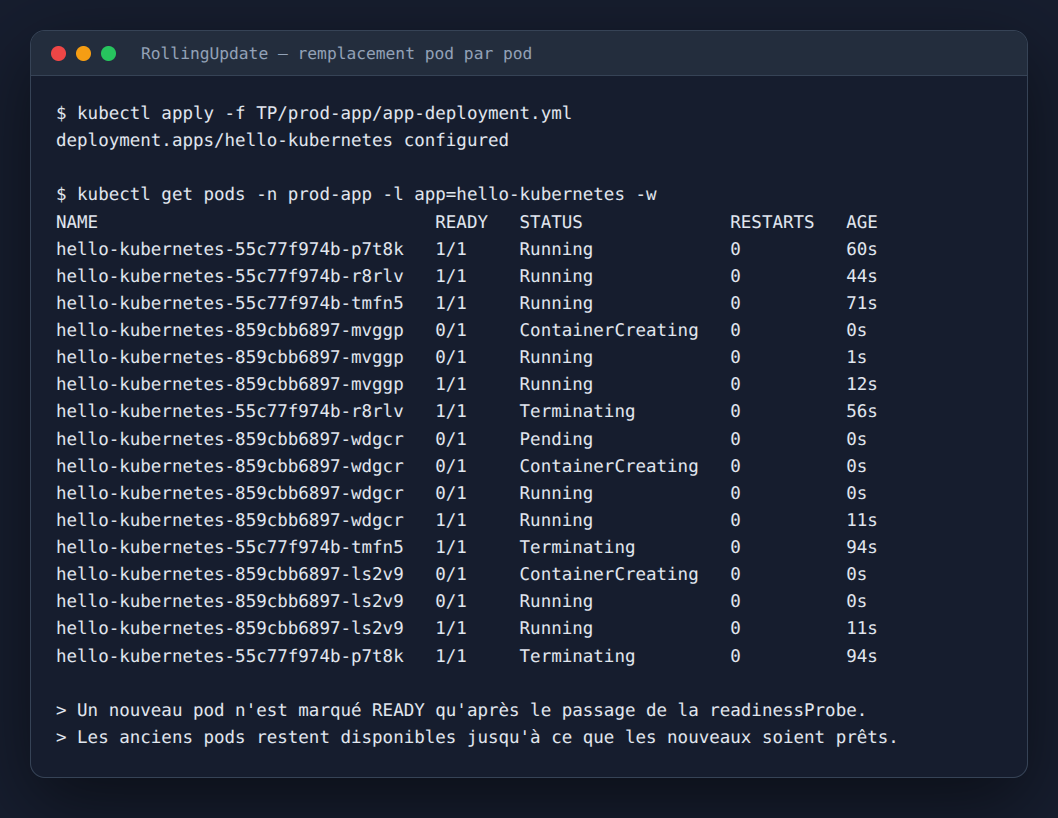 RollingUpdate — remplacement pod par pod
$ kubectl apply -f TP/prod-app/app-deployment.yml
deployment.apps/hello-kubernetes configured
$ kubectl get pods -n prod-app -l app=hello-kubernetes -w
NAME READY STATUS RESTARTS AGE
hello-kubernetes-55c77f974b-p7t8k 1/1 Running 0 60s
hello-kubernetes-55c77f974b-r8rlv 1/1 Running 0 44s
hello-kubernetes-55c77f974b-tmfn5 1/1 Running 0 71s
hello-kubernetes-859cbb6897-mvggp 0/1 ContainerCreating 0 0s
hello-kubernetes-859cbb6897-mvggp 0/1 Running 0 1s
hello-kubernetes-859cbb6897-mvggp 1/1 Running 0 12s
hello-kubernetes-55c77f974b-r8rlv 1/1 Terminating 0 56s
hello-kubernetes-859cbb6897-wdgcr 0/1 Pending 0 0s
hello-kubernetes-859cbb6897-wdgcr 0/1 ContainerCreating 0 0s
hello-kubernetes-859cbb6897-wdgcr 0/1 Running 0 0s
hello-kubernetes-859cbb6897-wdgcr 1/1 Running 0 11s
hello-kubernetes-55c77f974b-tmfn5 1/1 Terminating 0 94s
hello-kubernetes-859cbb6897-ls2v9 0/1 ContainerCreating 0 0s
hello-kubernetes-859cbb6897-ls2v9 0/1 Running 0 0s
hello-kubernetes-859cbb6897-ls2v9 1/1 Running 0 11s
hello-kubernetes-55c77f974b-p7t8k 1/1 Terminating 0 94s
> Un nouveau pod n'est marqué READY qu'après le passage de la readinessProbe.
> Les anciens pods restent disponibles jusqu'à ce que les nouveaux soient prêts.